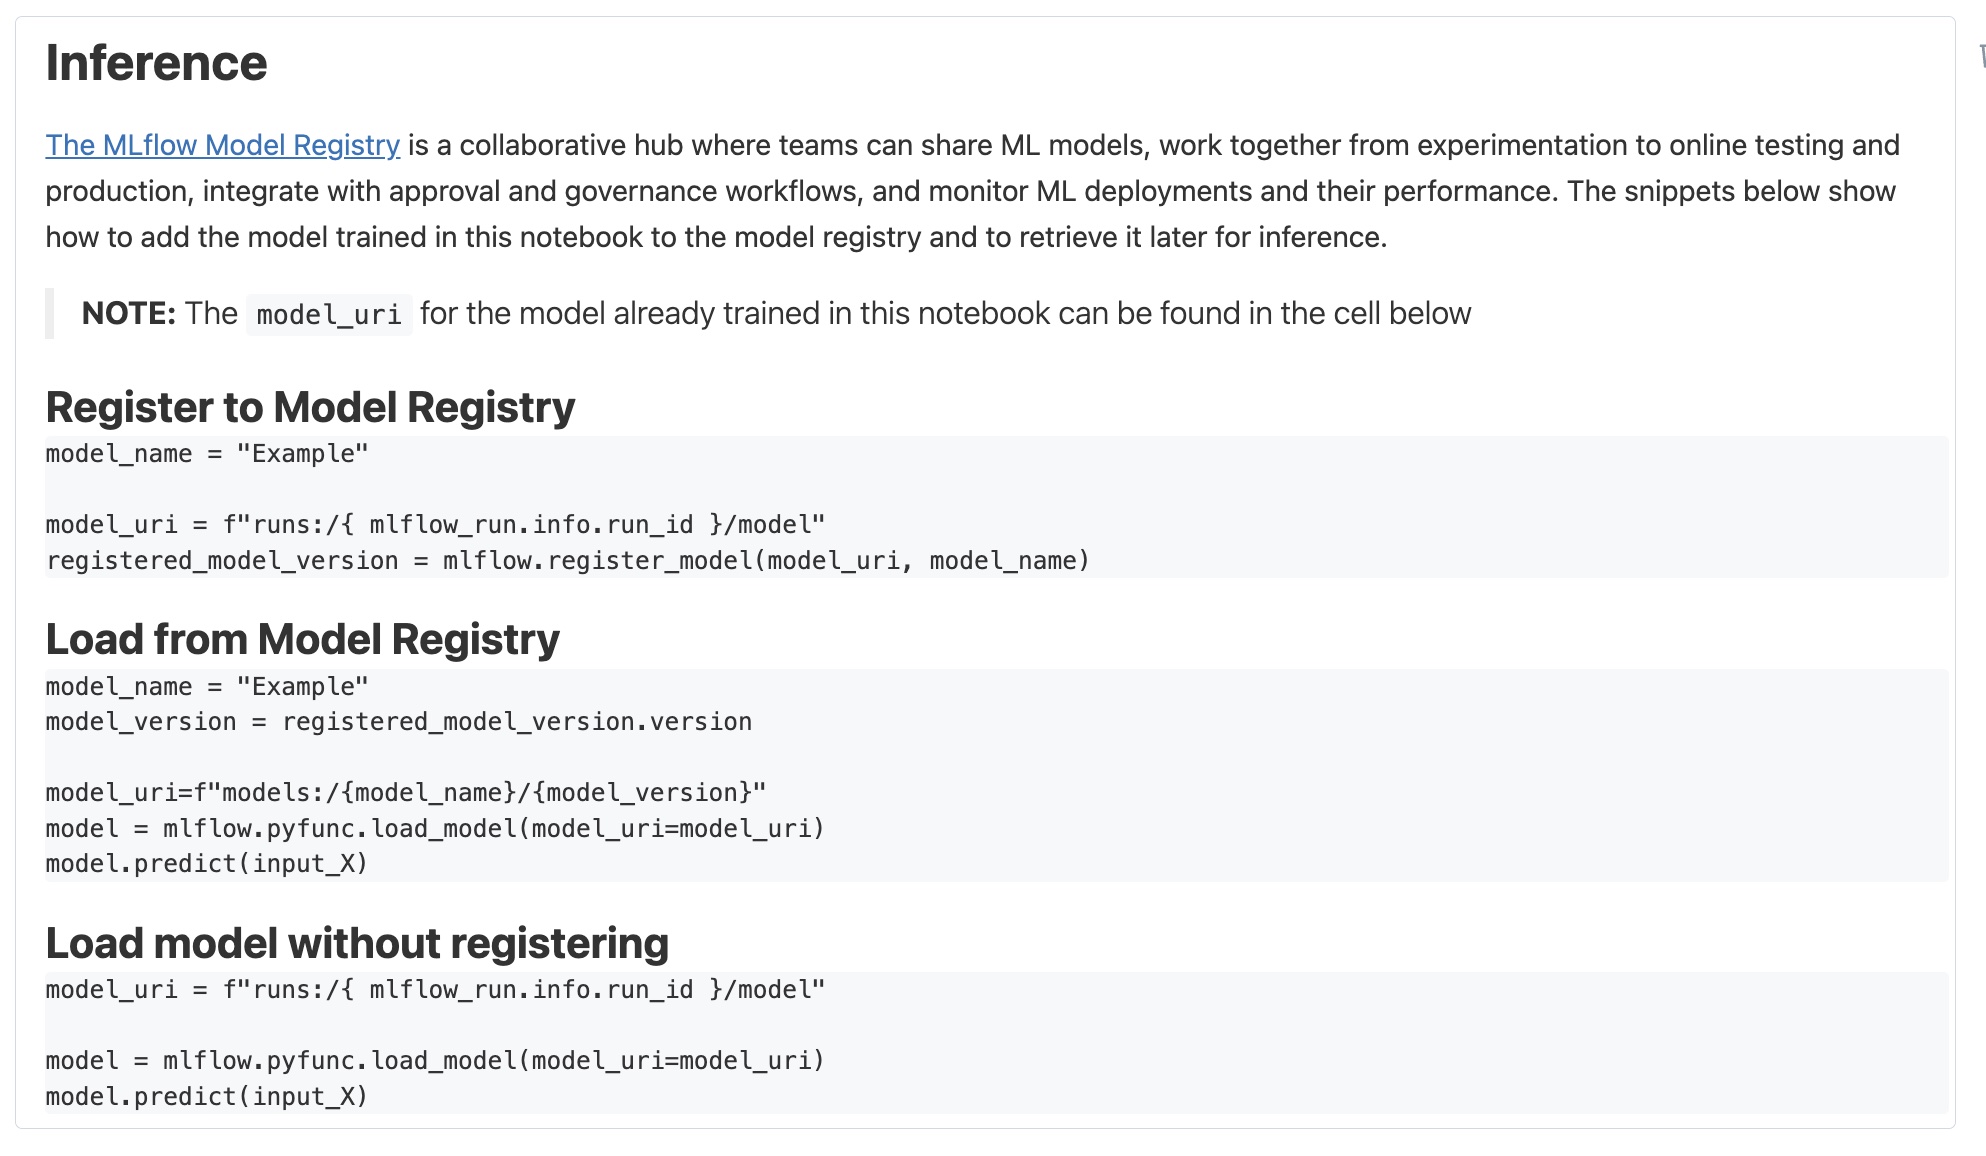 Inference
The MLflow Model Registry is a collaborative hub where teams can share ML models, work together from experimentation to online testing and
production, integrate with approval and governance workflows, and monitor ML deployments and their performance. The snippets below show
how to add the model trained in this notebook to the model registry and to retrieve it later for inference.
NOTE: The model_uri for the model already trained in this notebook can be found in the cell below
Register to Model Registry
model_name = "Example"
model_uri = f"runs:/{ mlflow_run.info.run_id }/model"
registered_model_version = mlflow.register_model(model_uri, model_name)
Load from Model Registry
model_name = "Example"
model_version = registered_model_version.version
model_uri=f"models:/{model_name}/{model_version}"
model = mlflow.pyfunc.load_model(model_uri=model_uri)
model.predict(input_X)
Load model without registering
model_uri = f"runs:/{ mlflow_run.info.run_id }/model"
model = mlflow.pyfunc.load_model(model_uri=model_uri)
model.predict(input_X)